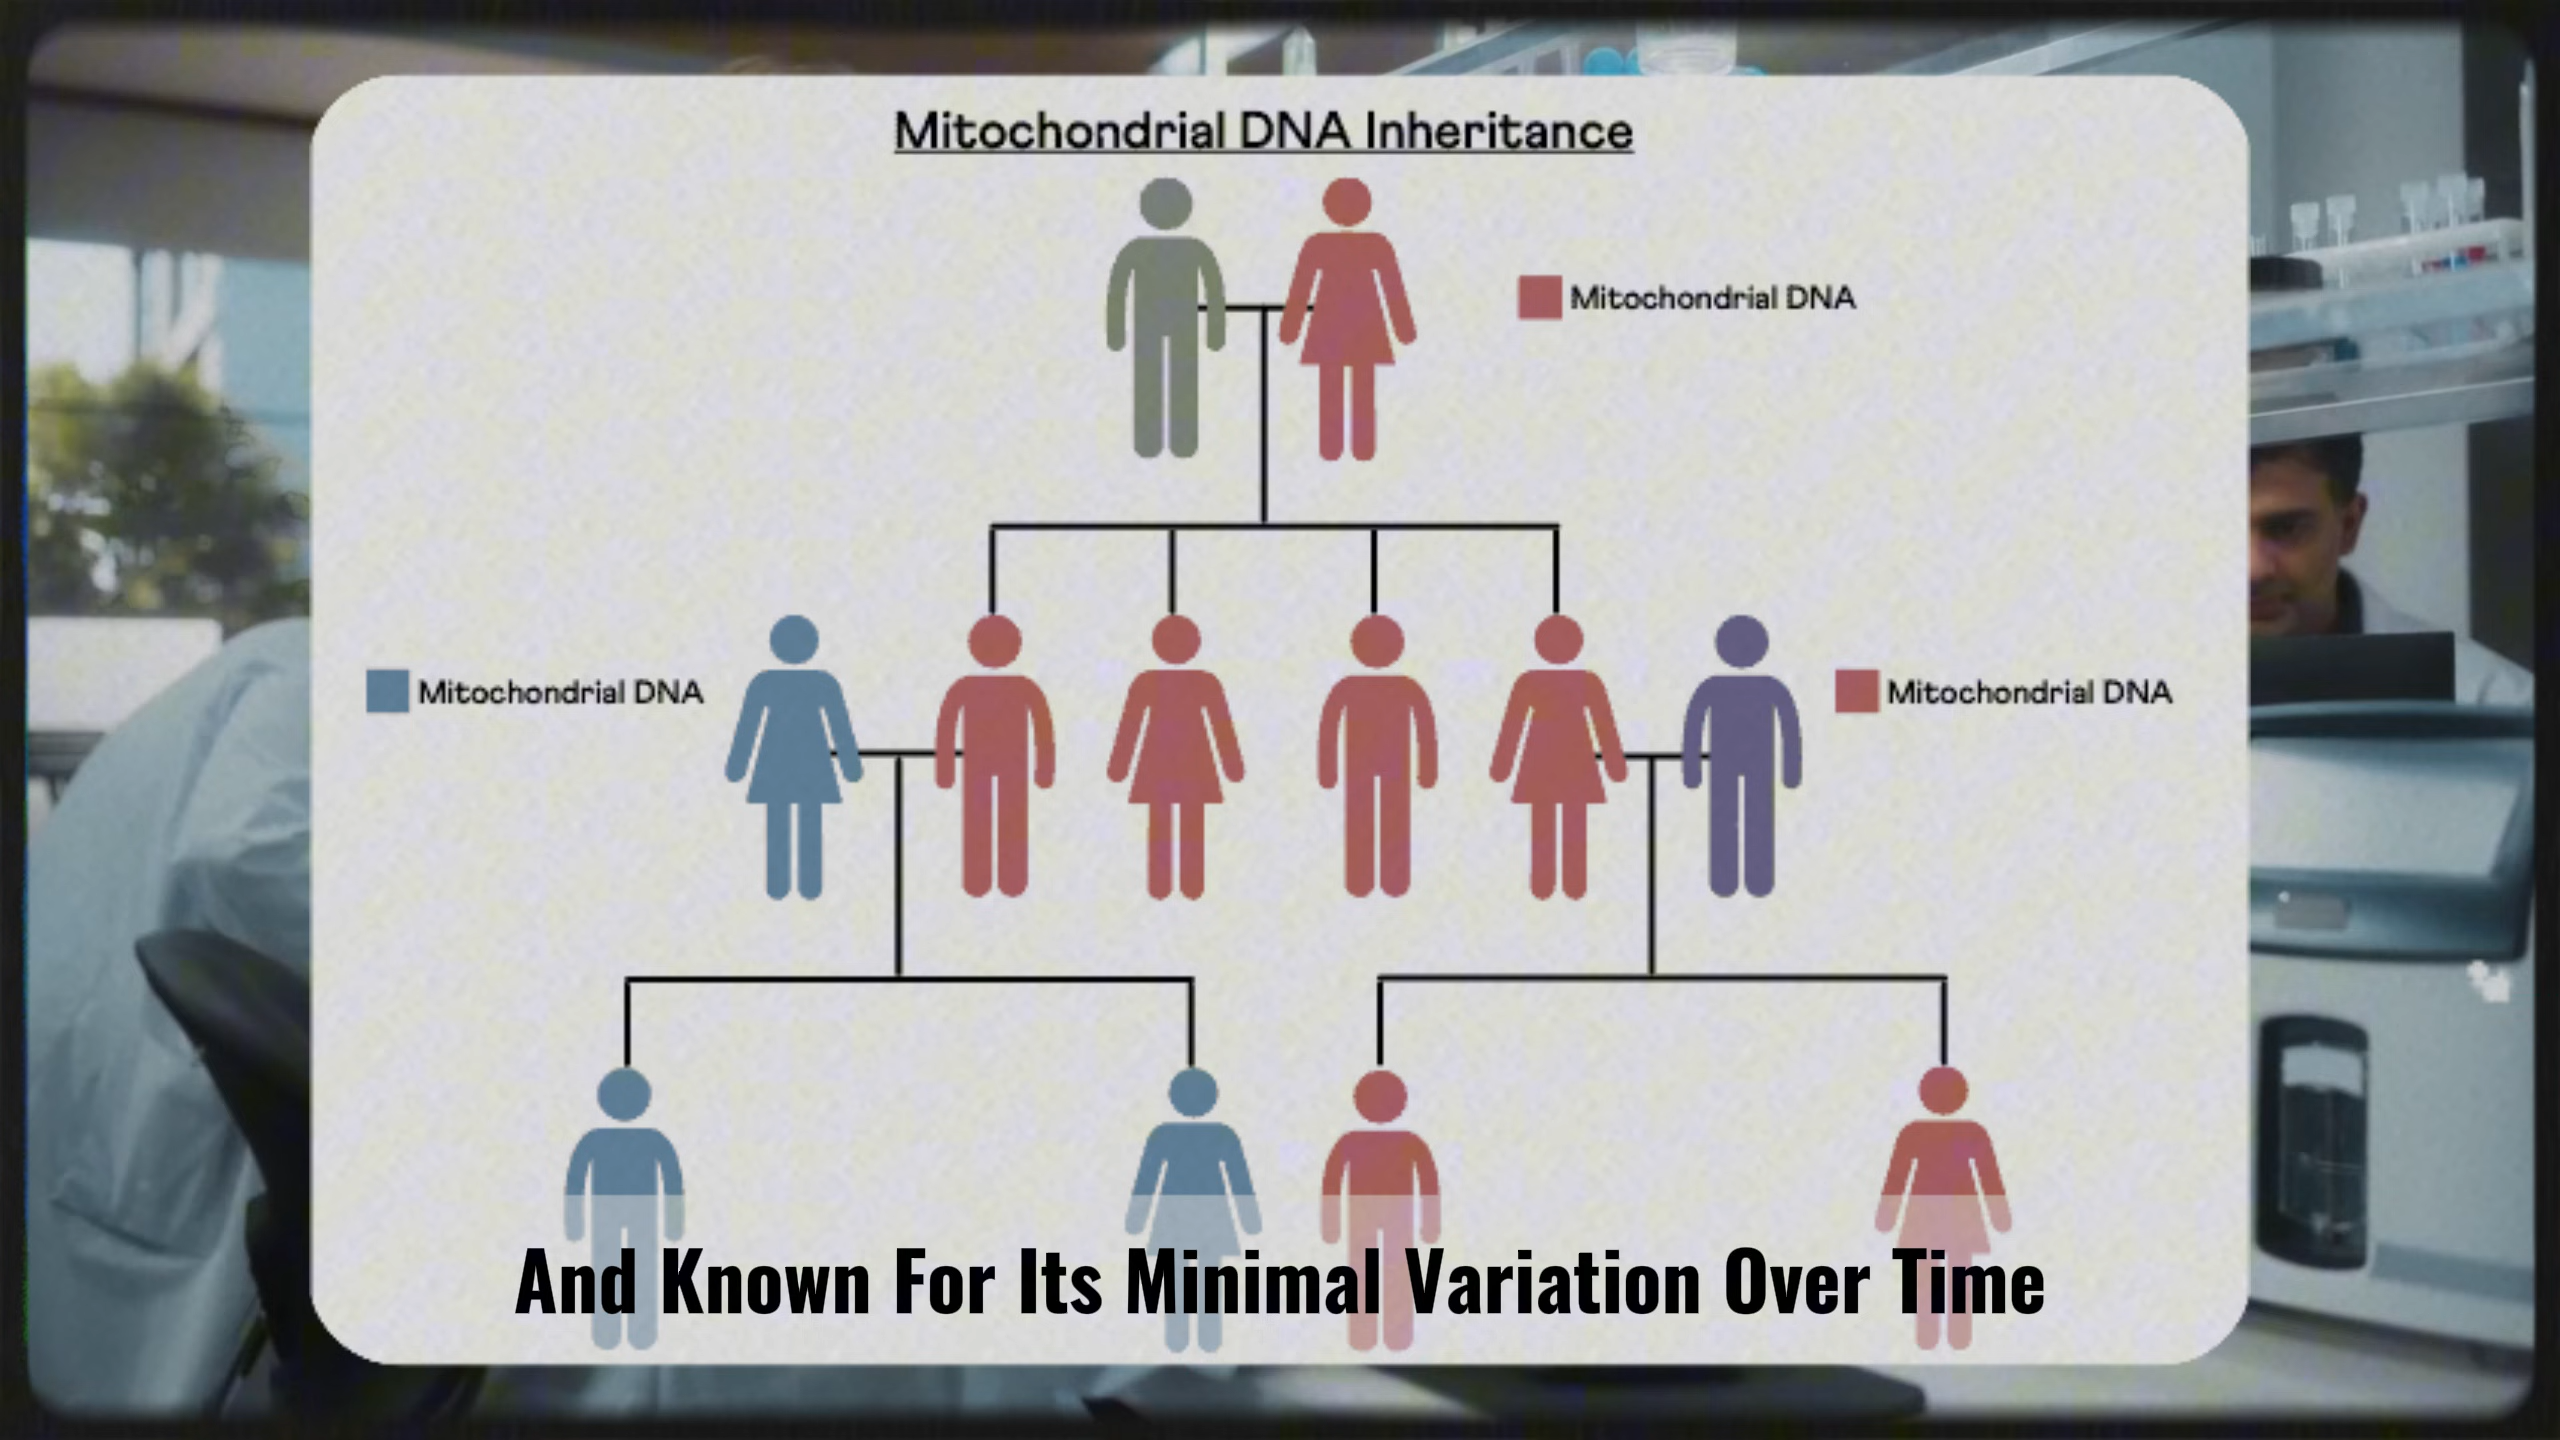 Mitochondrial DNA Inheritance
Mitochondrial DNA
Mitochondrial DNA
Mitochondrial DNA
And Known For Its Minimal Variation Over Time